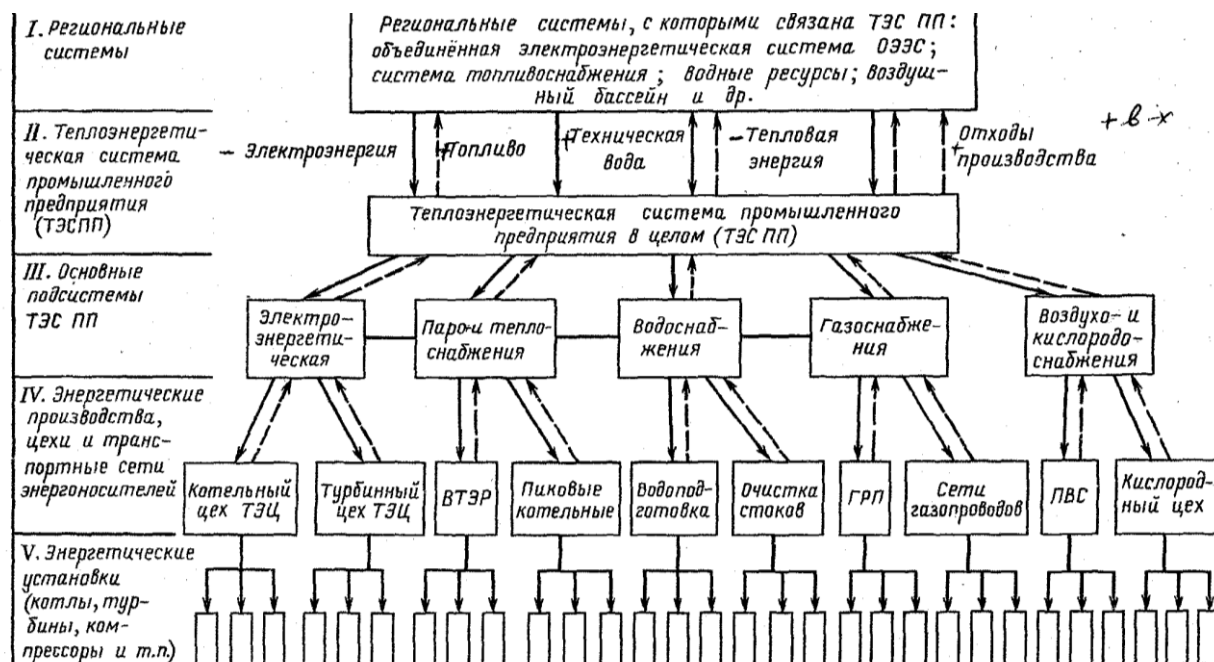 I. Региональные
системы
Региональные системы, с которыми связана ТЭС ПП:
объединённая электроэнергетическая система ОЭЭС;
система топливоснабжения; водные ресурсы; воздуш-
ный бассейн и др.
II. Теплоэнергети-
ческая система
промышленного
предприятия
(ТЭСПП)
- Электроэнергия
+Топливо
+Техническая
вода
- Тепловая
энергия
Отходы
+производства
+ в-х
Теплоэнергетическая система промышленного
предприятия в целом (ТЭС ПП)
III. Основные
подсистемы
ТЭС ПП
Электро-
энергети-
ческая
Паро-и тепло-
снабжения
Водоснаб-
жения
Газоснабже-
ния
Воздухо- и
кислородо-
снабжения
IV. Энергетические
производства,
цехи и транс-
портные сети
энергоносителей
Котельный
цех ТЭЦ
Турбинный
цех ТЭЦ
ВТЭР
Пиковые
котельные
Водопод-
готовка
Очистка
стоков
ГРП
Сети
газопроводов
ПВС
Кислород-
ный цех
V. Энергетические
установки
(котлы, тур-
бины, ком-
прессоры и т.п.)